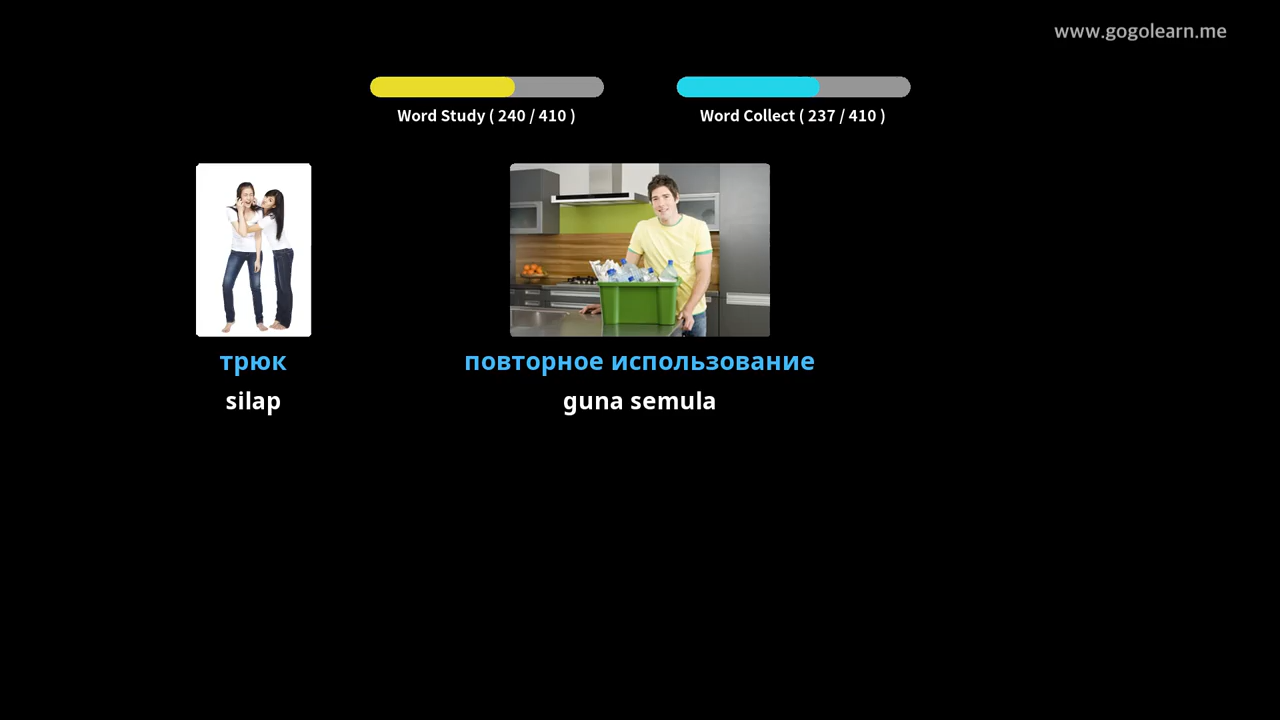 www.gogolearn.me
Word Study ( 240 / 410 )
Word Collect ( 237 / 410 )
трюк
silap
повторное использование
guna semula